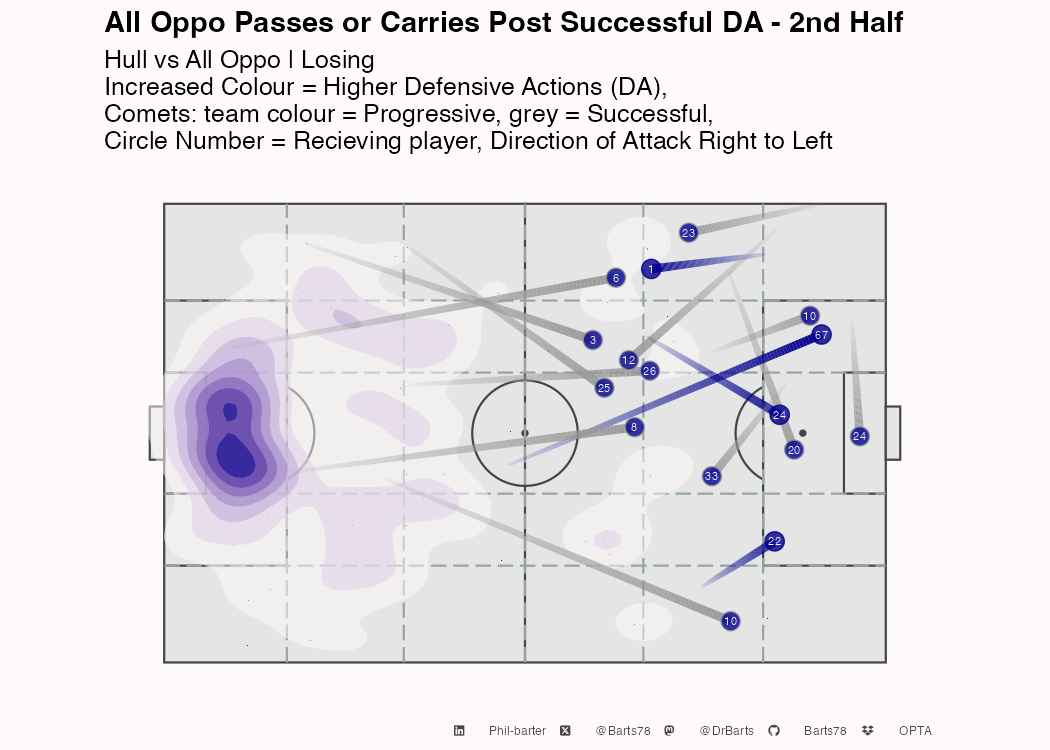 All Oppo Passes or Carries Post Successful DA - 2nd Half
Hull vs All Oppo | Losing
Increased Colour = Higher Defensive Actions (DA),
Comets: team colour = Progressive, grey = Successful,
Circle Number = Recieving player, Direction of Attack Right to Left
23
1
6
10
67
3
12
26
25
24
8
24
20
33
22
10
Phil-barter @Barts78 @DrBarts Barts78 OPTA